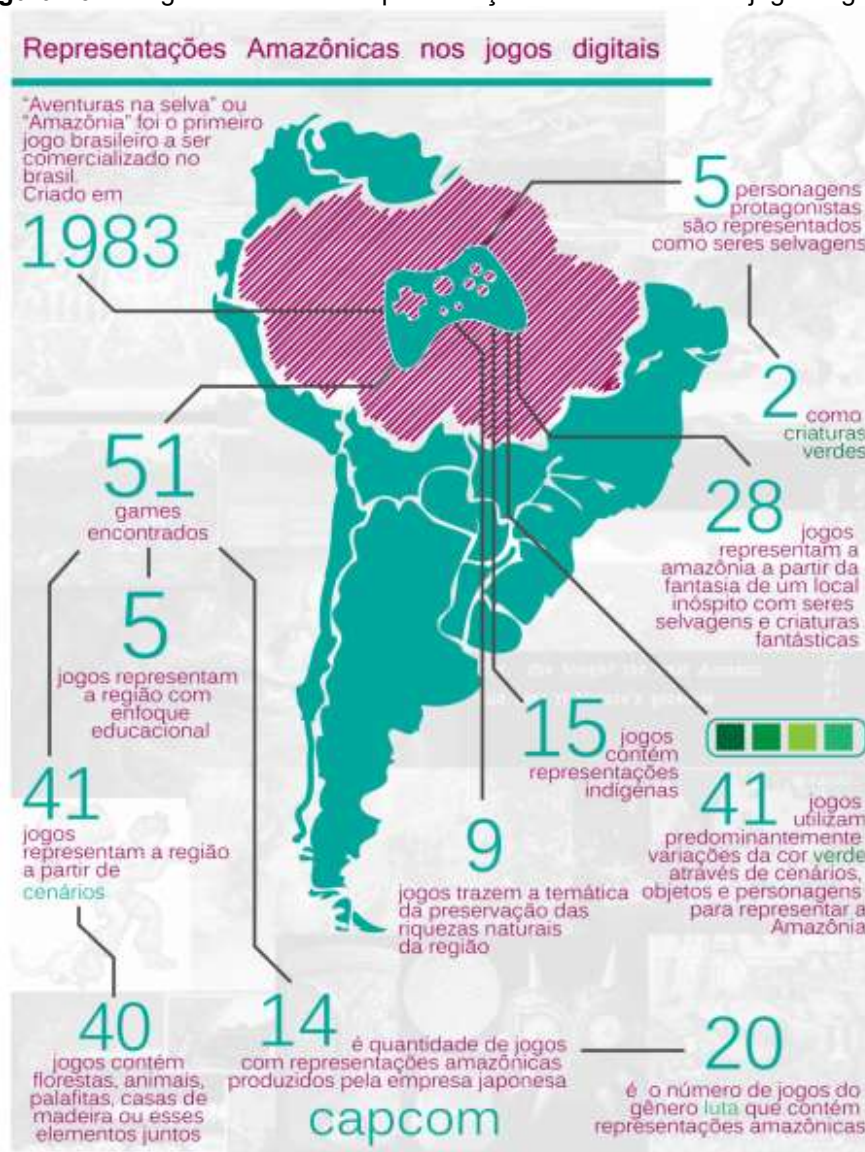 Representações Amazônicas nos jogos digitais
"Aventuras na selva" ou
"Amazônia" foi o primeiro
jogo brasileiro a ser
comercializado no
brasil.
Criado em
1983
5 personagens
protagonistas
são representados
como seres selvagens
2 como
criaturas
verdes
51
games
encontrados
28 jogos
representam a
amazônia a partir da
fantasia de um local
inóspito com seres
selvagens e criaturas
fantásticas
5
jogos representam
a região com
enfoque
educacional
15 jogos
contém
representações
indígenas
41
jogos
representam a região
a partir de
cenários
9
jogos trazem a temática
da preservação das
riquezas naturais
da região
41 jogos
utilizam
predominantemente
variações da cor verde
através de cenários,
objetos e personagens
para representar a
Amazônia
40
jogos contém
florestas, animais,
palafitas, casas de
madeira ou esses
elementos juntos
14 é quantidade de jogos
com representações amazônicas
produzidos pela empresa japonesa
capcom
20
é o número de jogos do
gênero luta que contém
representações amazônicas